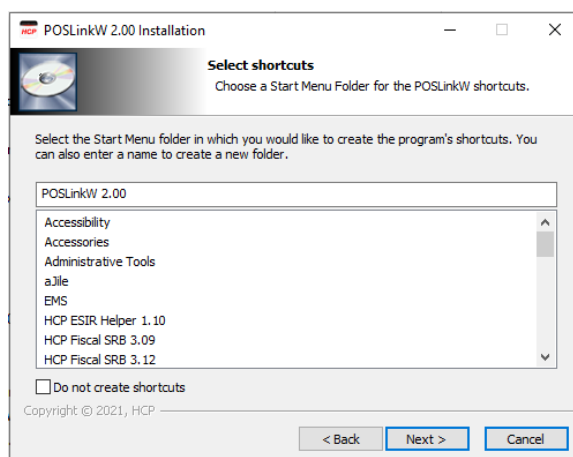 HCP POSLinkW 2.00 Installation
Select shortcuts
Choose a Start Menu Folder for the POSLinkW shortcuts.
Select the Start Menu folder in which you would like to create the program's shortcuts. You
can also enter a name to create a new folder.
POSLinkW 2.00
Accessibility
Accessories
Administrative Tools
aJile
EMS
HCP ESIR Helper 1.10
HCP Fiscal SRB 3.09
HCP Fiscal SRB 3.12
Do not create shortcuts
Copyright © 2021, HCP
< Back Next > Cancel